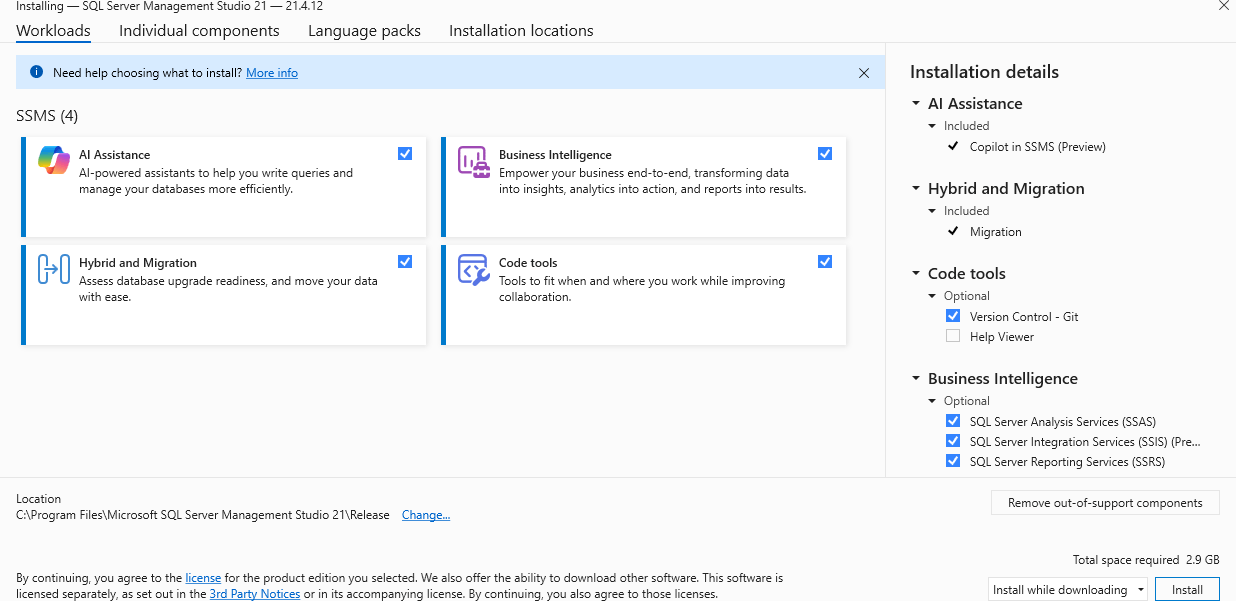 Installing — SQL Server Management Studio 21 — 21.4.12
Workloads
Individual components
Language packs
Installation locations
Need help choosing what to install? More info
SSMS (4)
AI Assistance
AI-powered assistants to help you write queries and
manage your databases more efficiently.
Business Intelligence
Empower your business end-to-end, transforming data
into insights, analytics into action, and reports into results.
Hybrid and Migration
Assess database upgrade readiness, and move your data
with ease.
Code tools
Tools to fit when and where you work while improving
collaboration.
Installation details
AI Assistance
Included
Copilot in SSMS (Preview)
Hybrid and Migration
Included
Migration
Code tools
Optional
Version Control - Git
Help Viewer
Business Intelligence
Optional
SQL Server Analysis Services (SSAS)
SQL Server Integration Services (SSIS) (Pre...
SQL Server Reporting Services (SSRS)
Location
C:\Program Files\Microsoft SQL Server Management Studio 21\Release Change...
Remove out-of-support components
Total space required 2.9 GB
By continuing, you agree to the license for the product edition you selected. We also offer the ability to download other software. This software is
licensed separately, as set out in the 3rd Party Notices or in its accompanying license. By continuing, you also agree to those licenses.
Install while downloading
Install